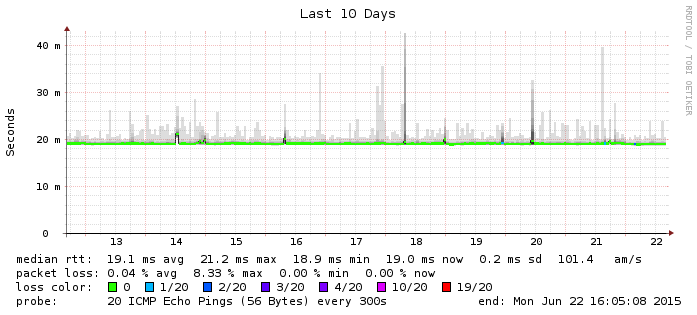 Last 10 Days
RRDTOOL / TOBI OETIKER
Seconds
40 m
30 m
20 m
10 m
0
13 14 15 16 17 18 19 20 21 22
median rtt: 19.1 ms avg 21.2 ms max 18.9 ms min 19.0 ms now 0.2 ms sd 101.4 am/s
packet loss: 0.04 % avg 8.33 % max 0.00 % min 0.00 % now
loss color: 0 1/20 2/20 3/20 4/20 10/20 19/20
probe: 20 ICMP Echo Pings (56 Bytes) every 300s end: Mon Jun 22 16:05:08 2015